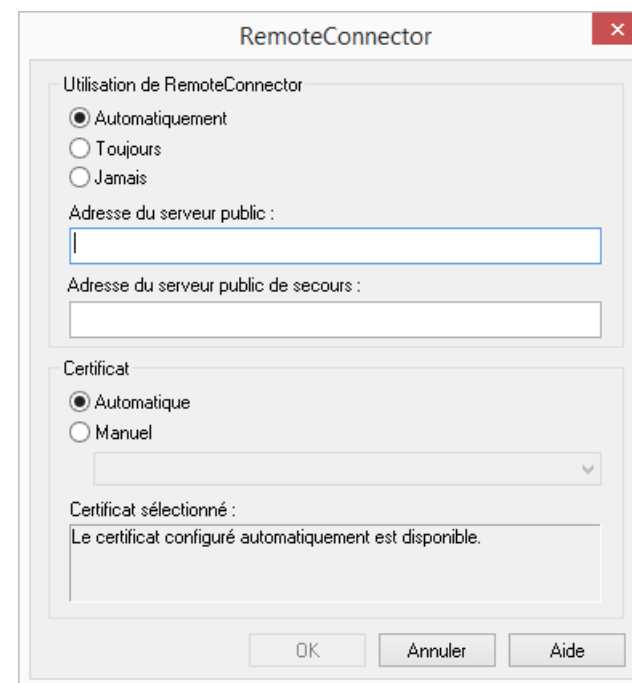 RemoteConnector
Utilisation de RemoteConnector
Automatiquement
Toujours
Jamais
Adresse du serveur public :
Adresse du serveur public de secours :
Certificat
Automatique
Manuel
Certificat sélectionné :
Le certificat configuré automatiquement est disponible.
OK Annuler Aide